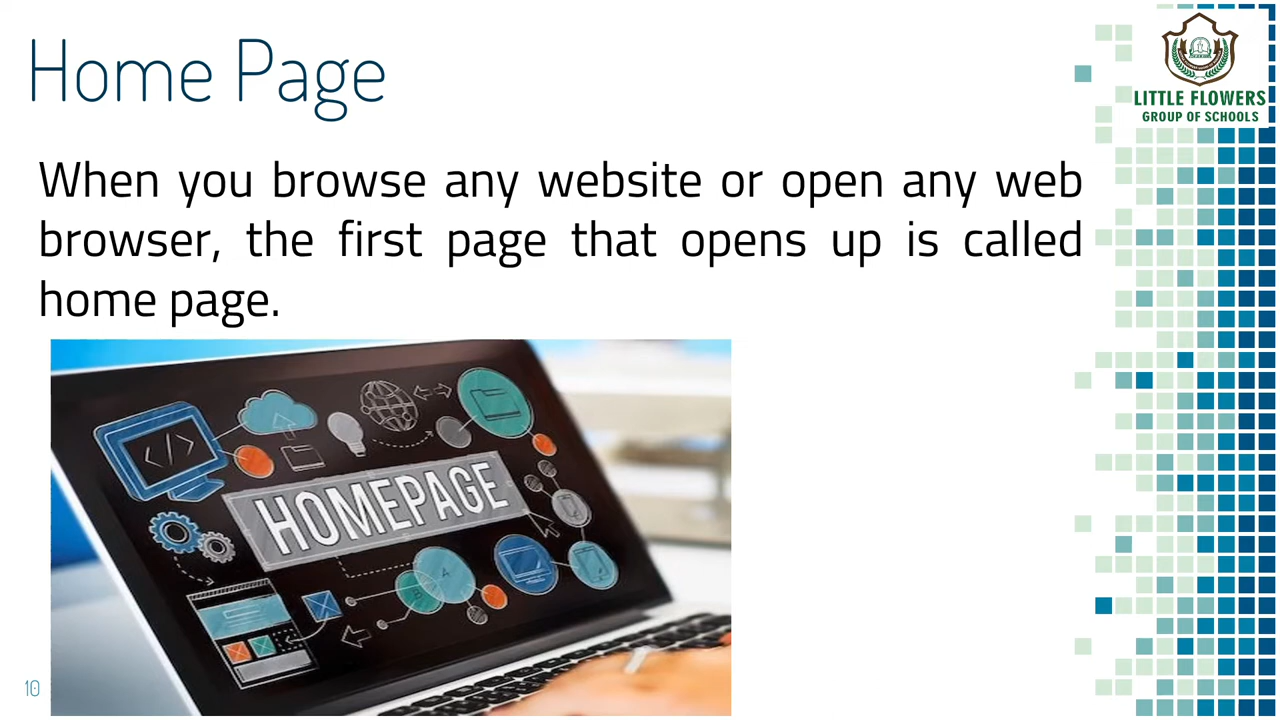 Home Page
LITTLE FLOWERS
GROUP OF SCHOOLS
When you browse any website or open any web
browser, the first page that opens up is called
home page.
</>
HOMEPAGE
A
B
10